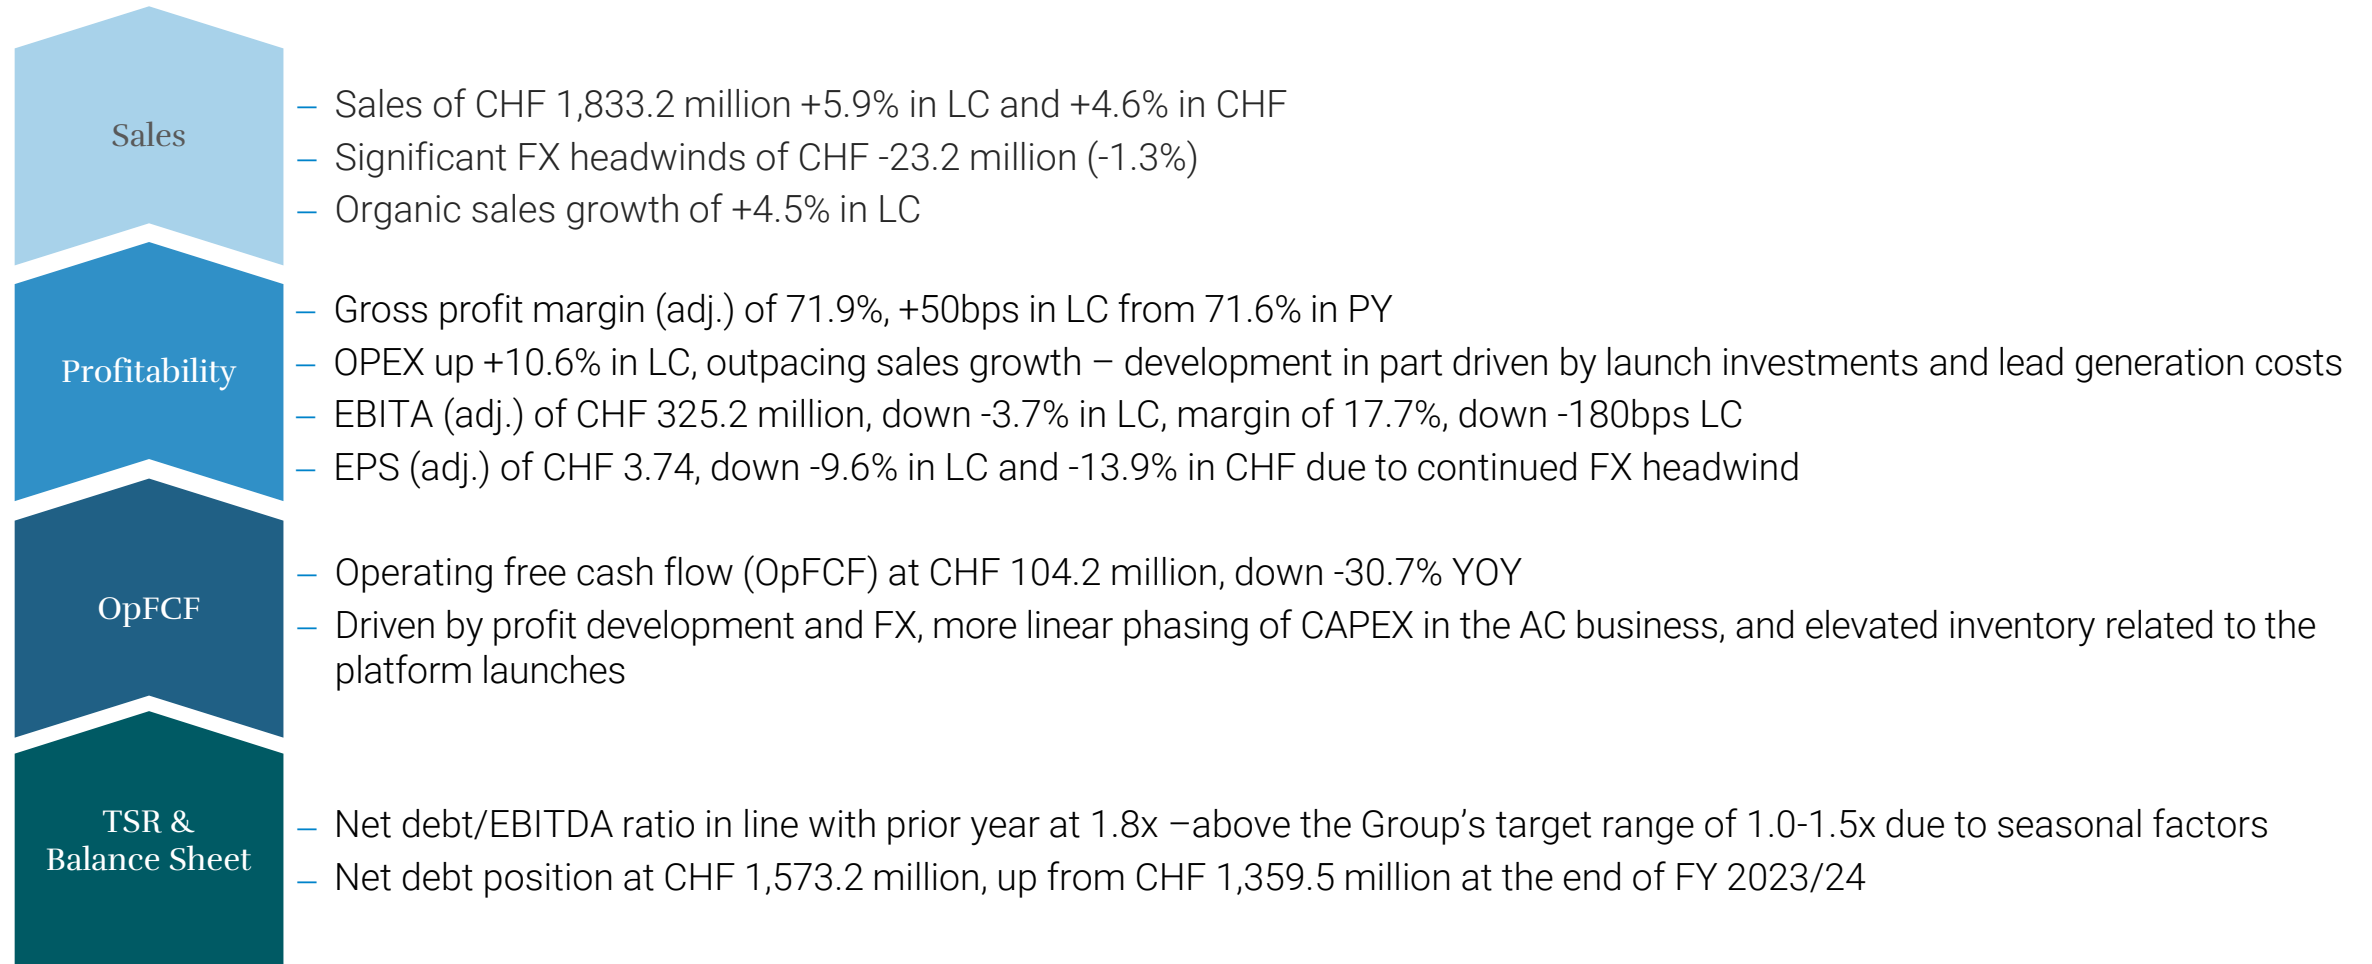 Sales
– Sales of CHF 1,833.2 million +5.9% in LC and +4.6% in CHF
– Significant FX headwinds of CHF -23.2 million (-1.3%)
– Organic sales growth of +4.5% in LC
Profitability
– Gross profit margin (adj.) of 71.9%, +50bps in LC from 71.6% in PY
– OPEX up +10.6% in LC, outpacing sales growth – development in part driven by launch investments and lead generation costs
– EBITA (adj.) of CHF 325.2 million, down -3.7% in LC, margin of 17.7%, down -180bps LC
– EPS (adj.) of CHF 3.74, down -9.6% in LC and -13.9% in CHF due to continued FX headwind
OpFCF
– Operating free cash flow (OpFCF) at CHF 104.2 million, down -30.7% YOY
– Driven by profit development and FX, more linear phasing of CAPEX in the AC business, and elevated inventory related to the
platform launches
TSR &
Balance Sheet
– Net debt/EBITDA ratio in line with prior year at 1.8x –above the Group’s target range of 1.0-1.5x due to seasonal factors
– Net debt position at CHF 1,573.2 million, up from CHF 1,359.5 million at the end of FY 2023/24